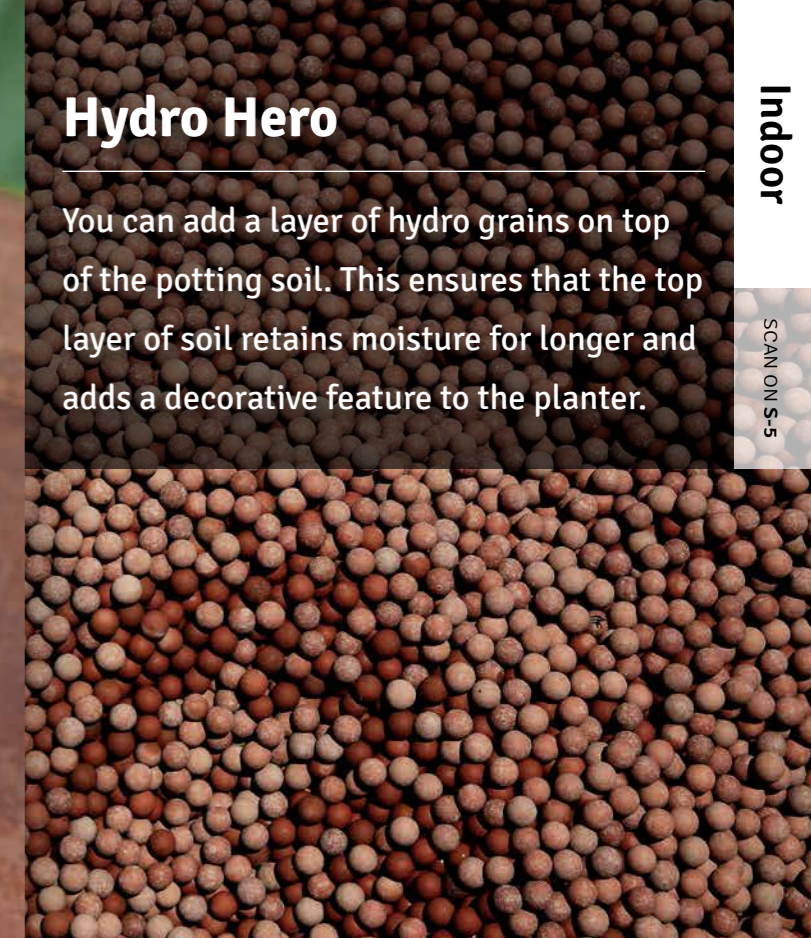 Hydro Hero
You can add a layer of hydro grains on top
of the potting soil. This ensures that the top
layer of soil retains moisture for longer and
adds a decorative feature to the planter.
Indoor
SCAN ON S-5